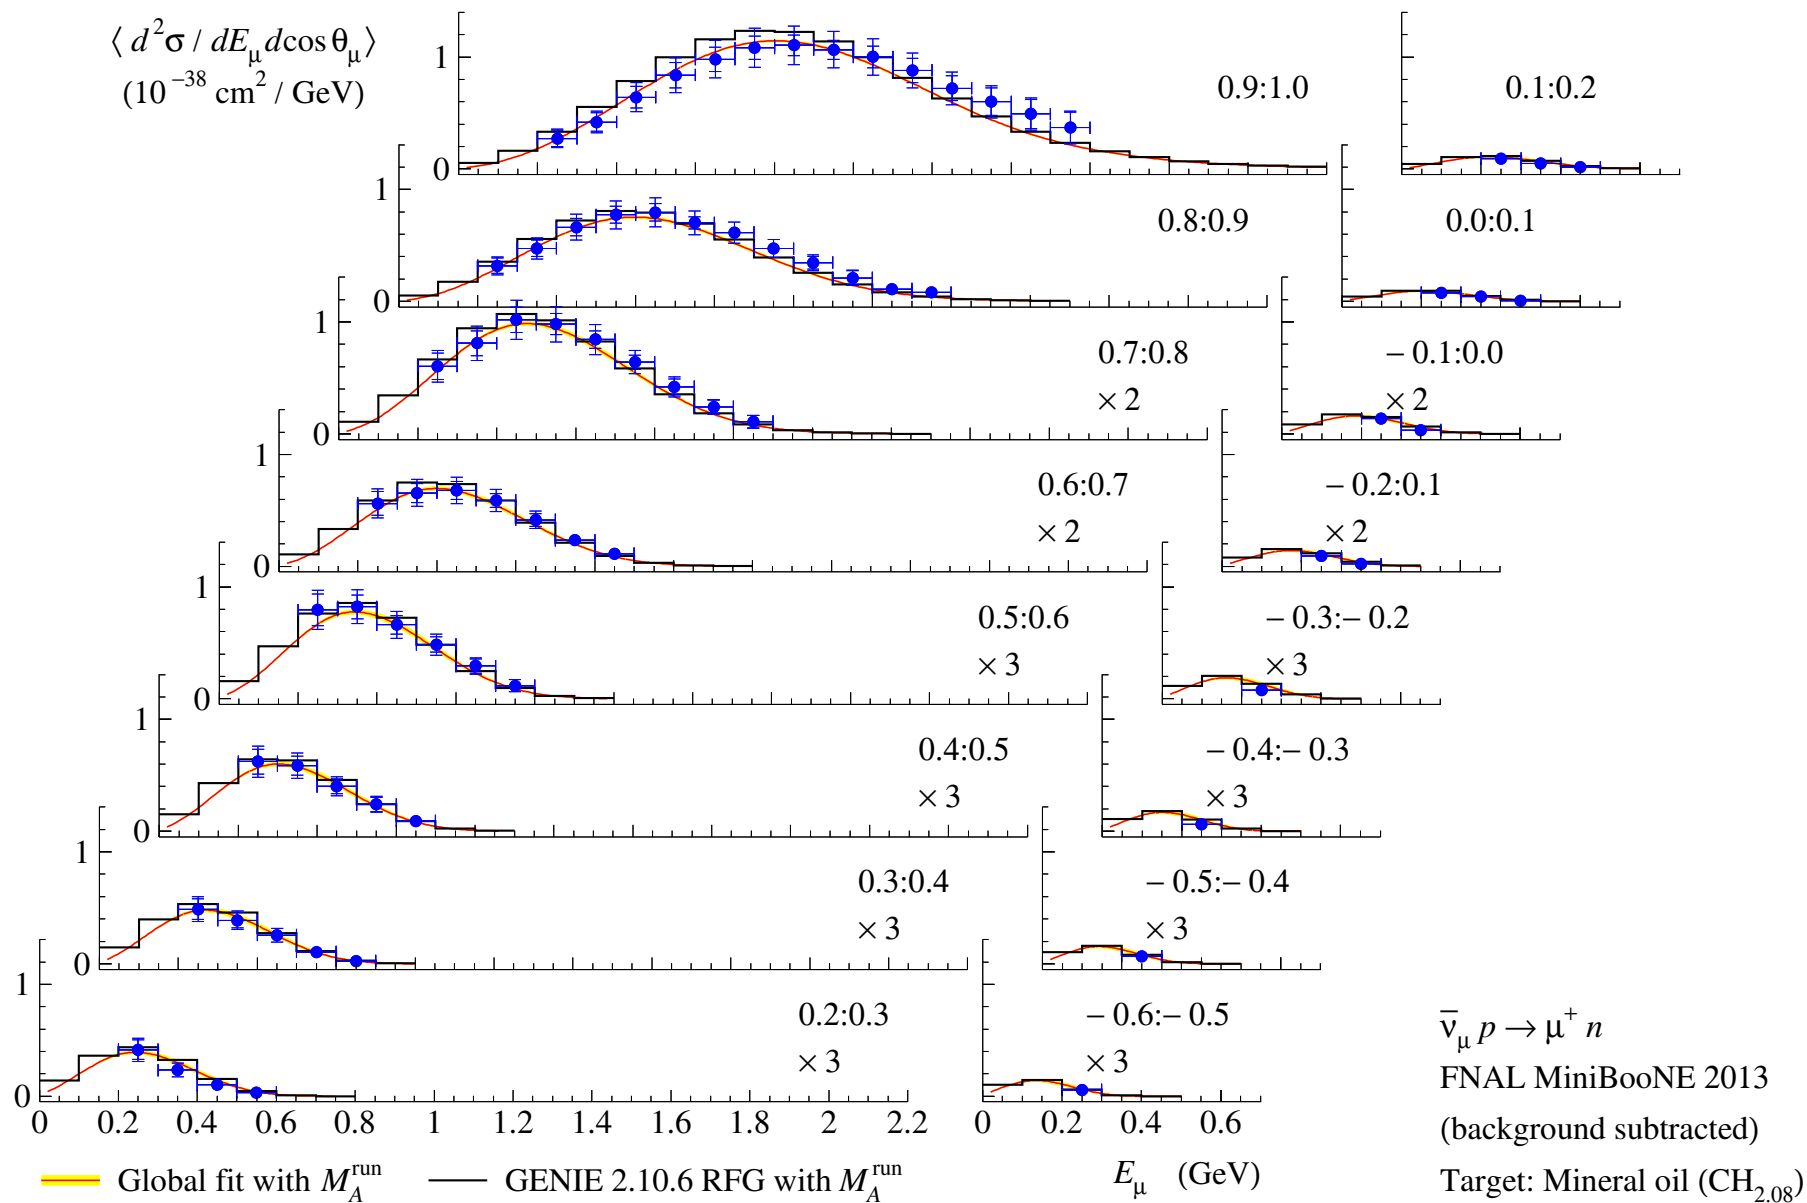 ⟨ d²σ / dE_μ dcos θ_μ ⟩
(10⁻³⁸ cm² / GeV)
1
0
0.9:1.0
0.1:0.2
1
0
0.8:0.9
0.0:0.1
1
0
0.7:0.8
× 2
− 0.1:0.0
× 2
1
0
0.6:0.7
× 2
− 0.2:0.1
× 2
1
0
0.5:0.6
× 3
− 0.3:− 0.2
× 3
1
0
0.4:0.5
× 3
− 0.4:− 0.3
× 3
1
0
0.3:0.4
× 3
− 0.5:− 0.4
× 3
1
0
0.2:0.3
× 3
− 0.6:− 0.5
× 3
0 0.2 0.4 0.6 0.8 1 1.2 1.4 1.6 1.8 2 2.2
0 0.2 0.4 0.6
E_μ (GeV)
ν̅_μ p → μ⁺ n
FNAL MiniBooNE 2013
(background subtracted)
Target: Mineral oil (CH₂.₀₈)
Global fit with M_A^run
GENIE 2.10.6 RFG with M_A^run